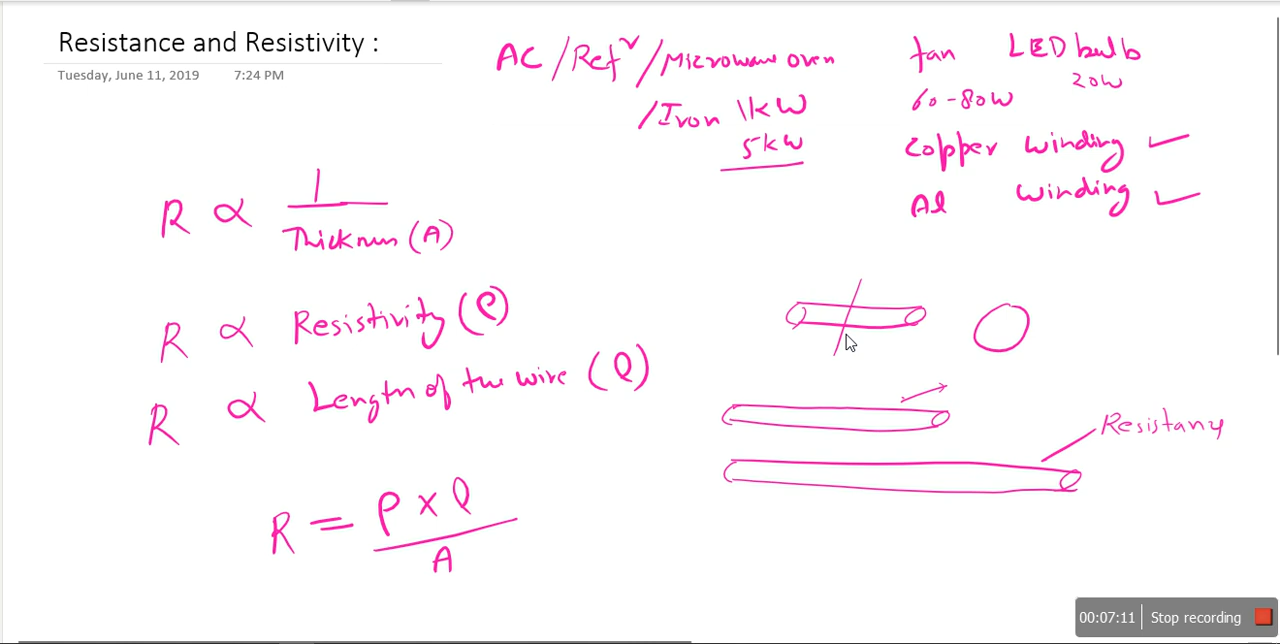 Resistance and Resistivity :
Tuesday, June 11, 2019 7:24 PM
AC / Ref^r / Microwave oven
/ Iron 1kW
5kW
fan LED bulb
60-80W 20W
Copper winding
Al winding
R ∝ 1
Thickness (A)
R ∝ Resistivity (ρ)
R ∝ Length of the wire (l)
Resistany
R = ρ × l
A
00:07:11 Stop recording